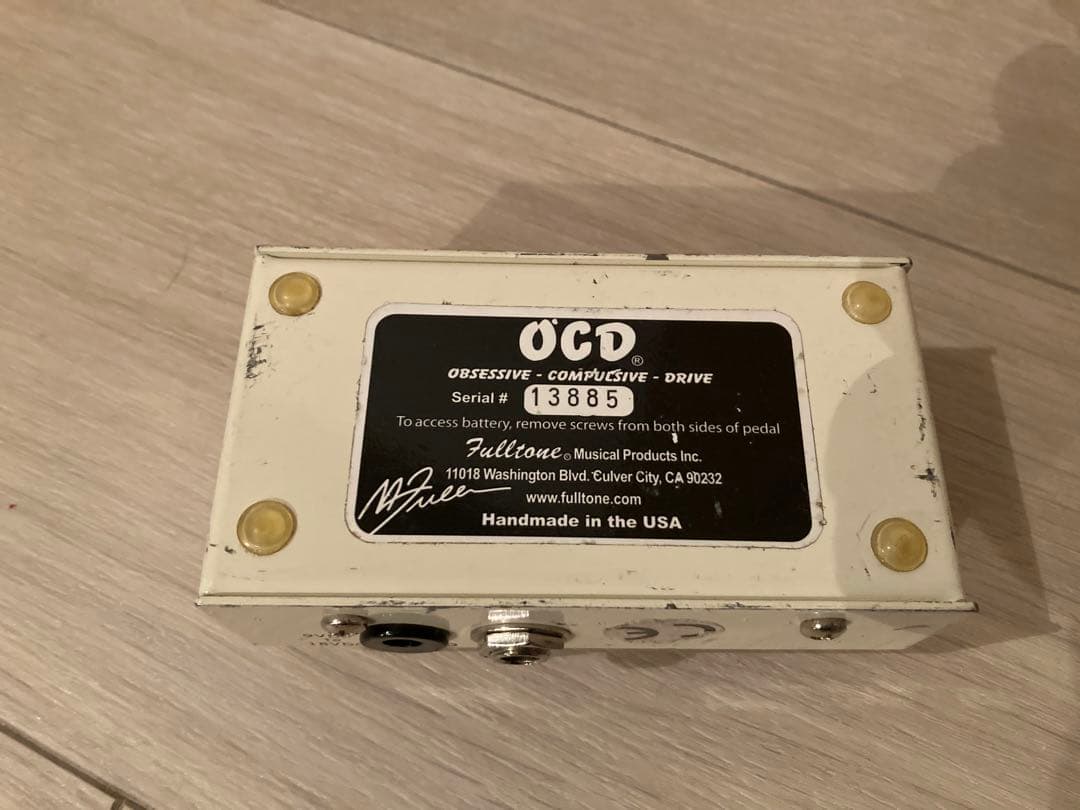 OCD®
OBSESSIVE - COMPULSIVE - DRIVE
Serial # 13885
To access battery, remove screws from both sides of pedal
Fulltone® Musical Products Inc.
11018 Washington Blvd. Culver City, CA 90232
www.fulltone.com
Handmade in the USA
CE